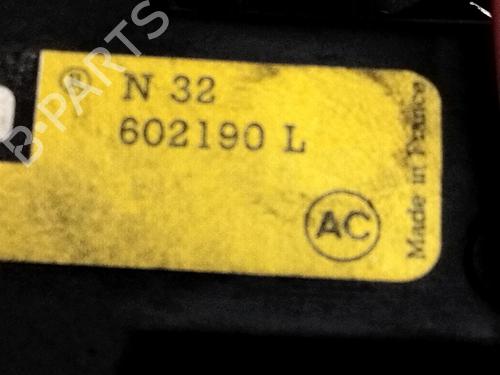 ® N 32
602190 L
AC
Made in France
B-PARTS